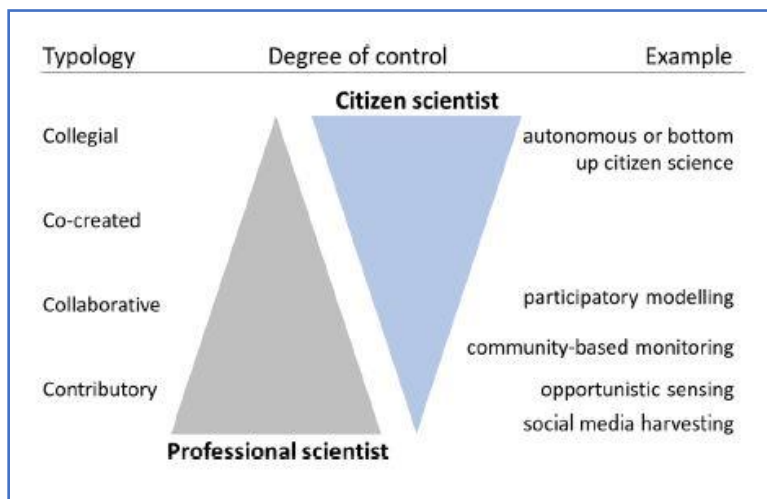 Typology Degree of control Example
Citizen scientist
Collegial
autonomous or bottom
up citizen science
Co-created
Collaborative
participatory modelling
community-based monitoring
Contributory
opportunistic sensing
social media harvesting
Professional scientist